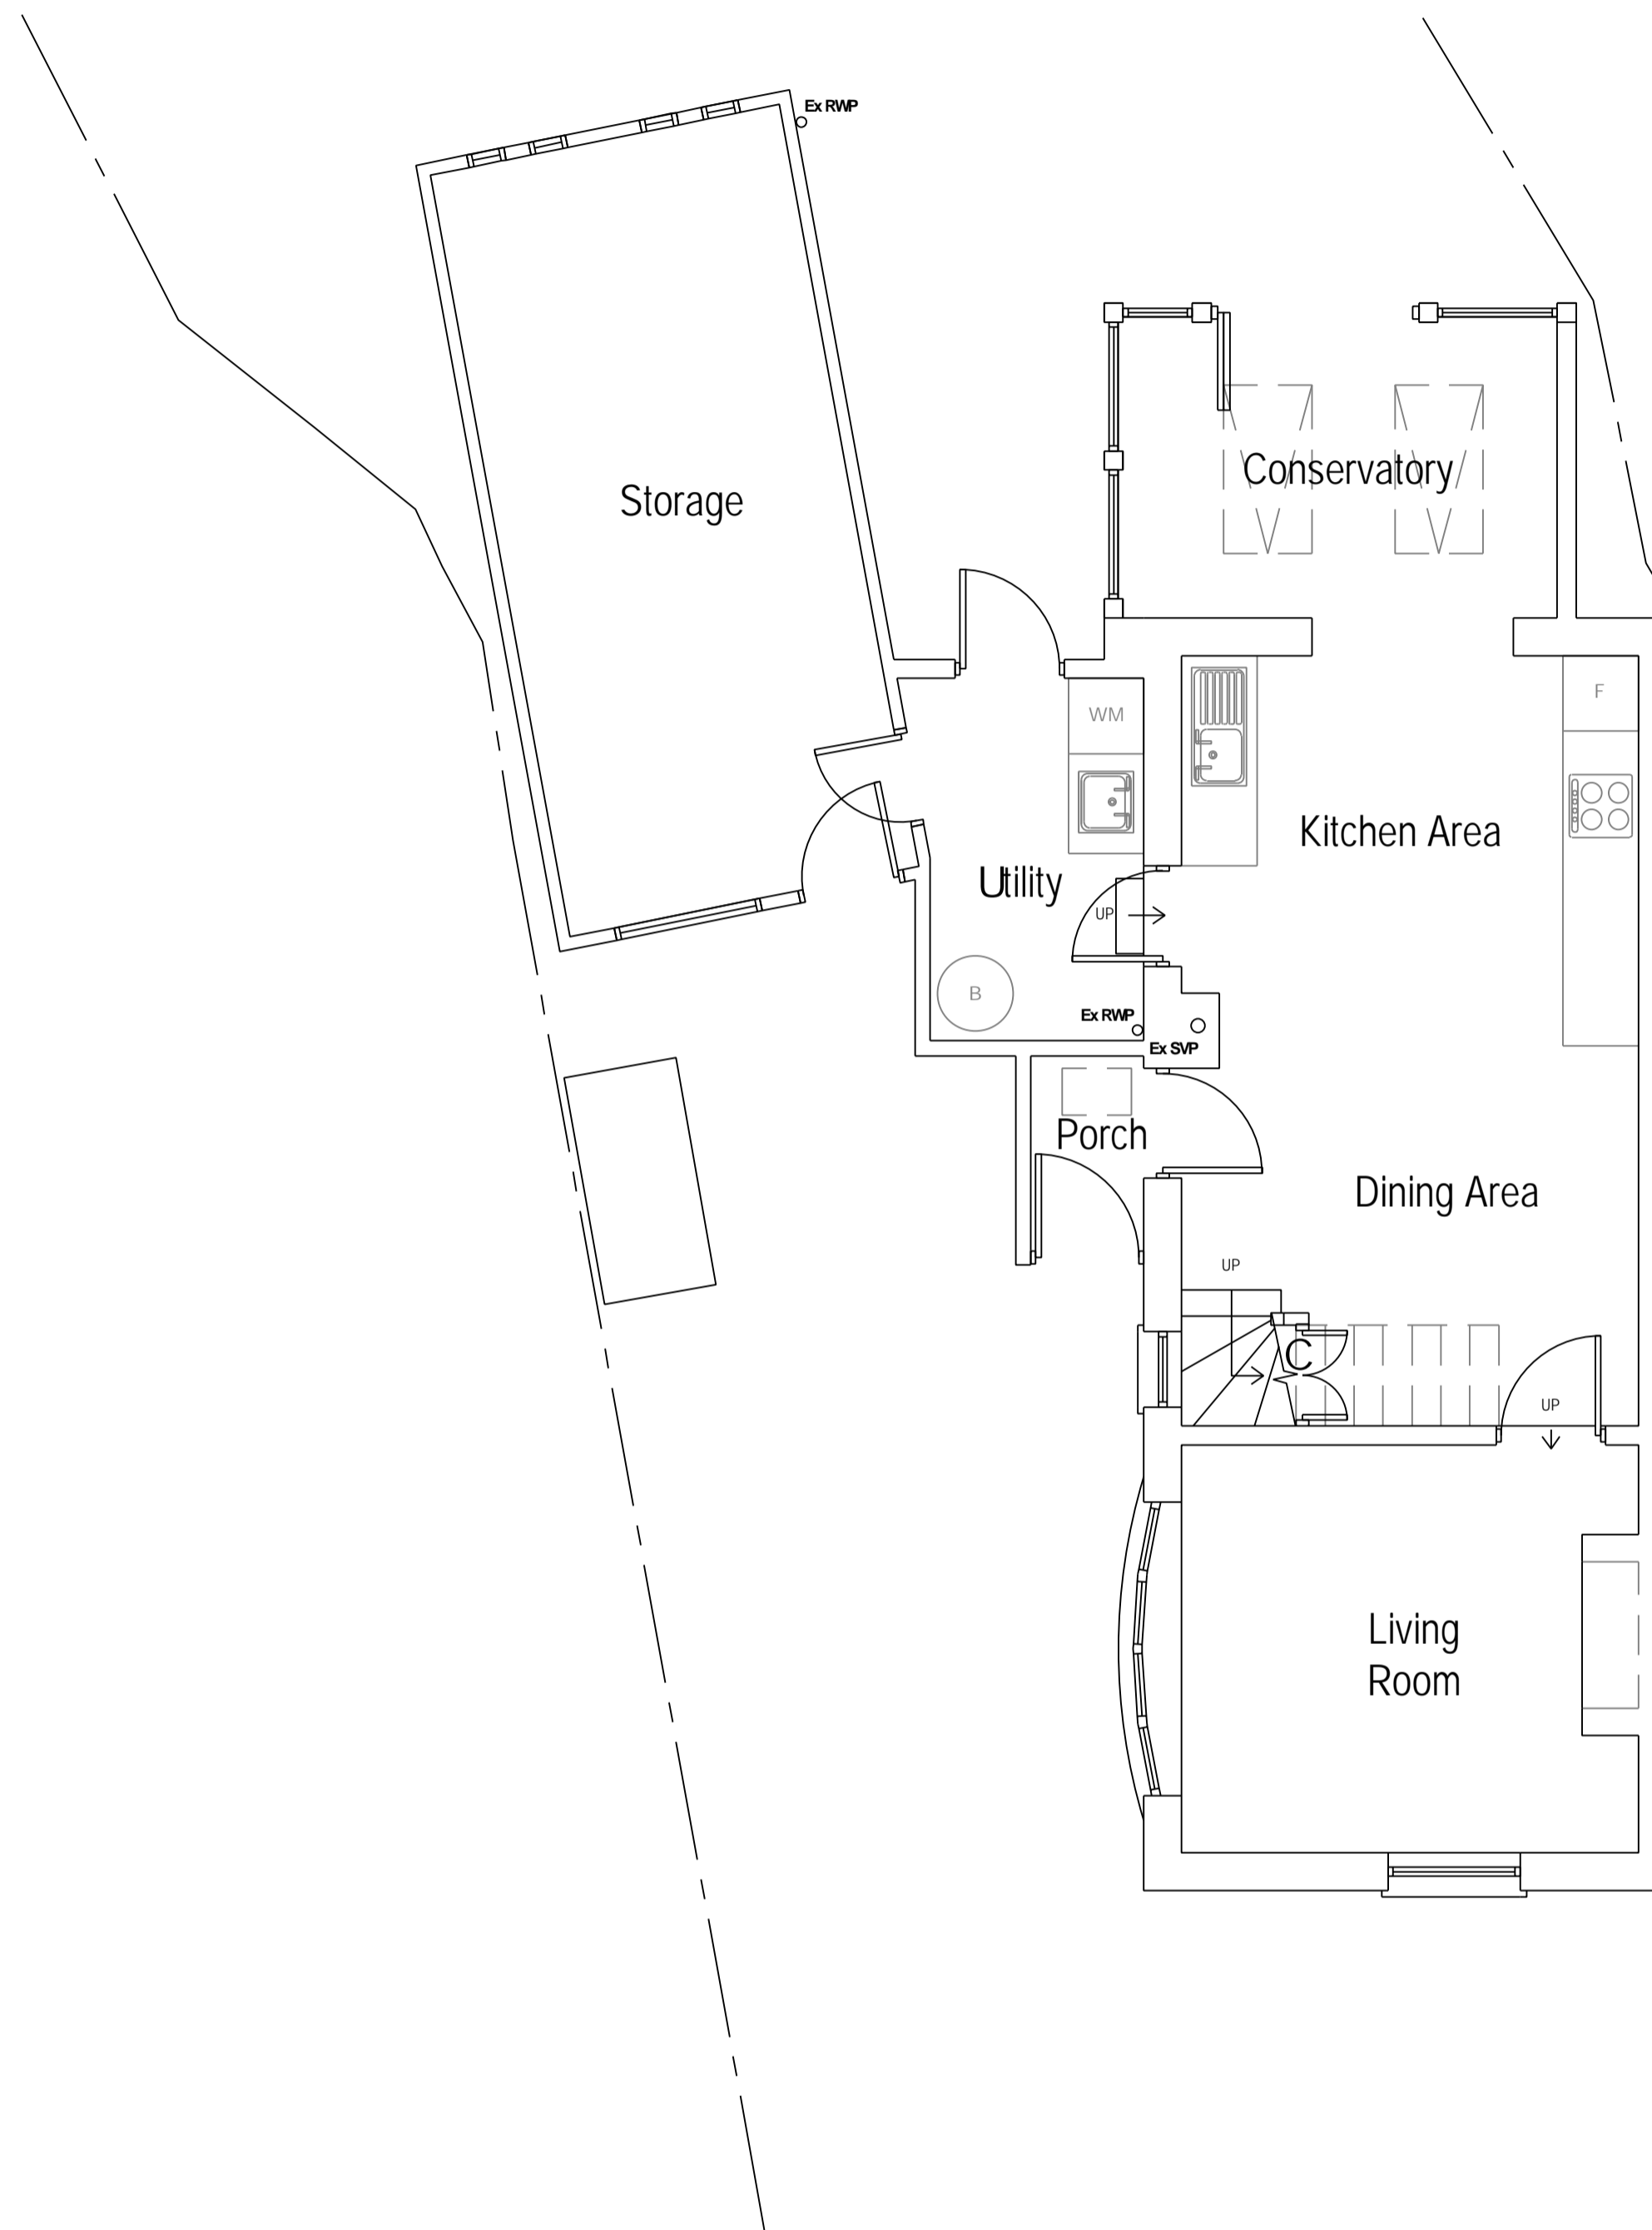 Ex RWP
Storage
Conservatory
WM
F
Kitchen Area
Utility
UP
B
Ex RWP
Ex SVP
Porch
Dining Area
UP
C
UP
Living
Room